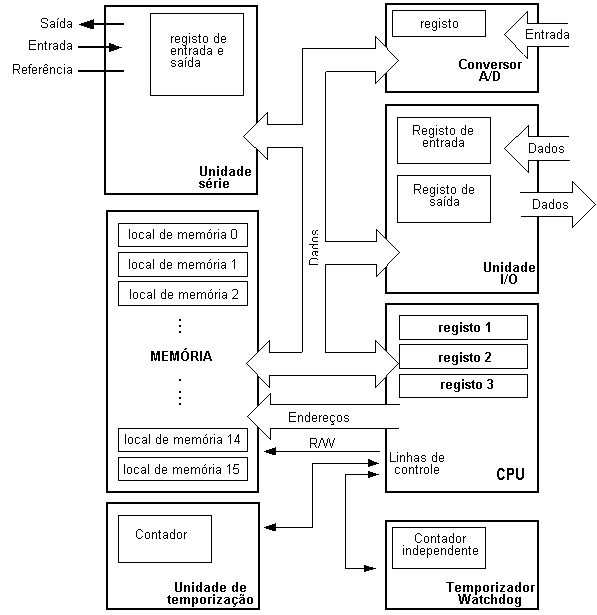 Saída
Entrada
Referência
registo de
entrada e
saída
Unidade
série
registo
Entrada
Conversor
A/D
Registo de
entrada
Dados
Registo de
saída
Dados
Unidade
I/O
Dados
local de memória 0
local de memória 1
local de memória 2
MEMÓRIA
local de memória 14
local de memória 15
registo 1
registo 2
registo 3
Endereços
R/W
Linhas de
controle
CPU
Contador
Unidade de
temporização
Contador
independente
Temporizador
Watchdog